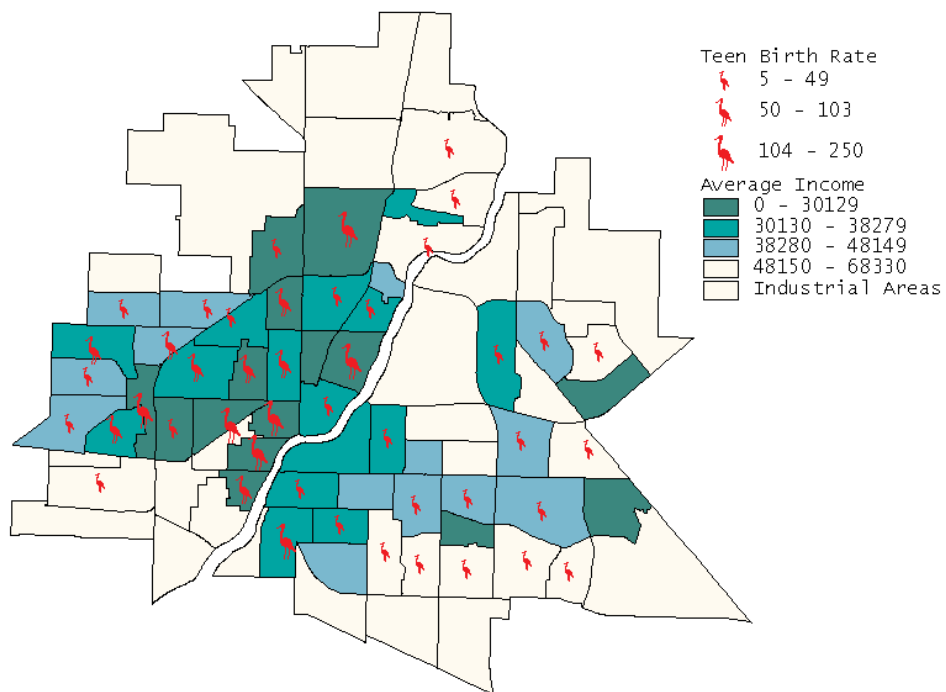 Teen Birth Rate
5 - 49
50 - 103
104 - 250
Average Income
0 - 30129
30130 - 38279
38280 - 48149
48150 - 68330
Industrial Areas